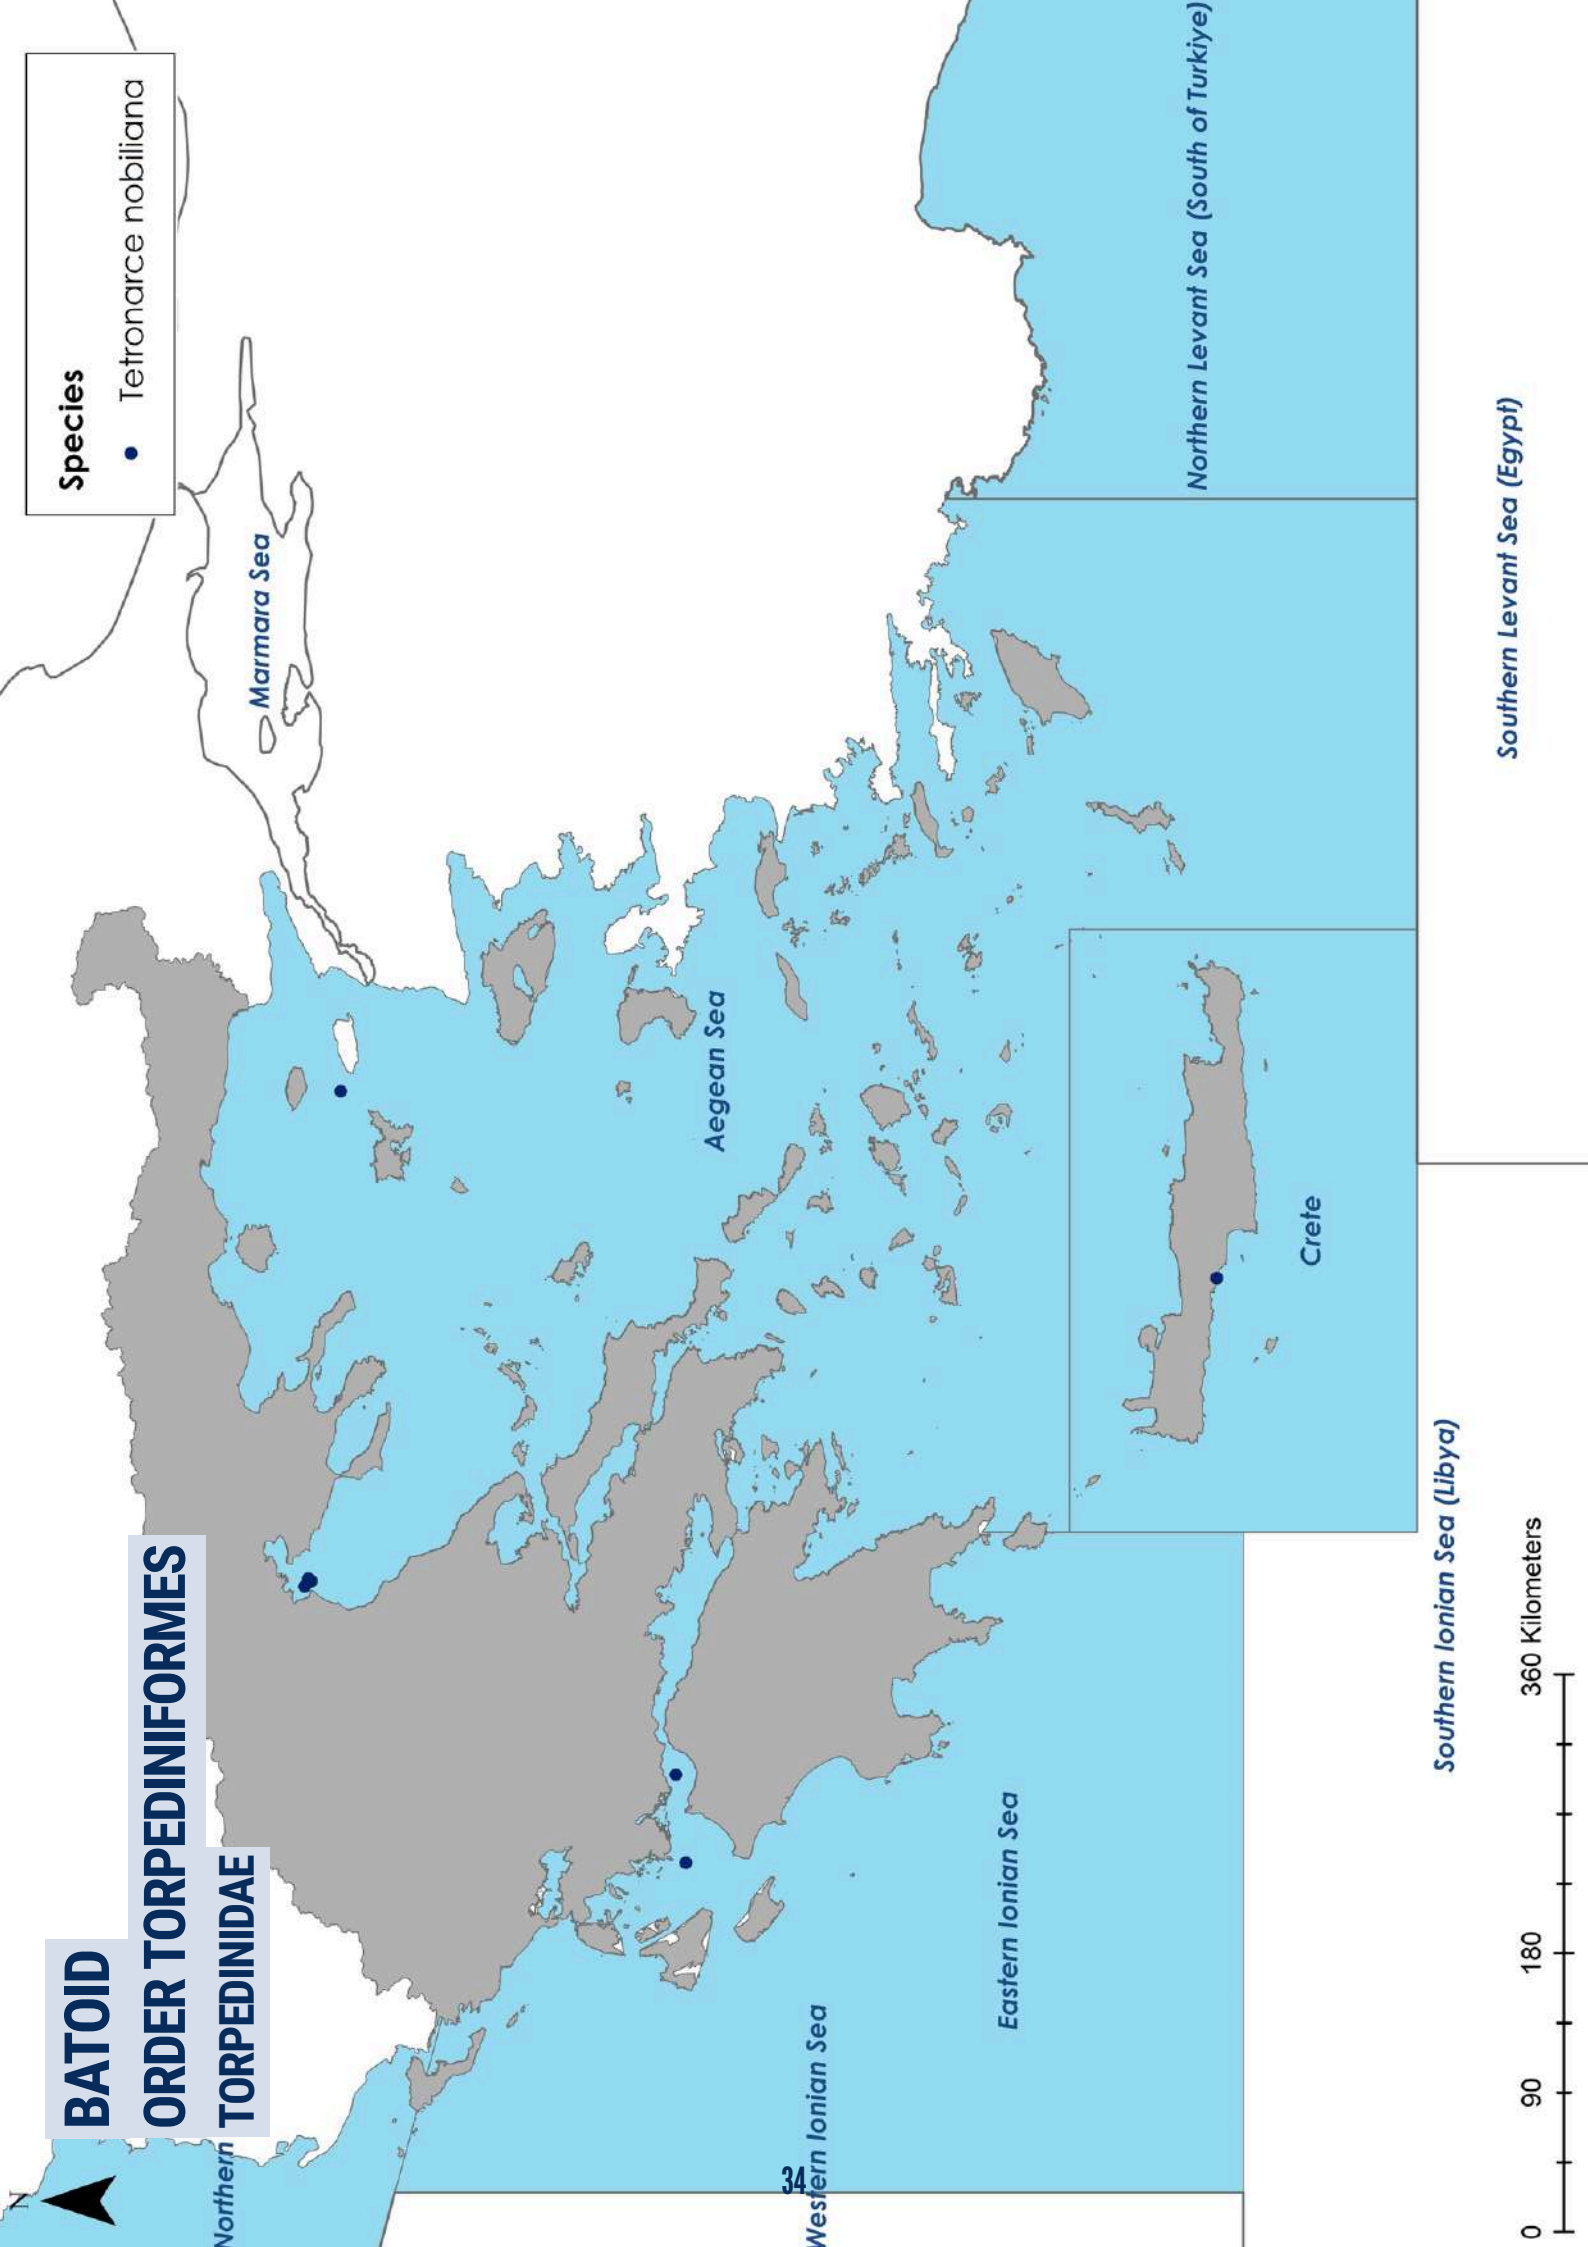 BATOID
ORDER TORPEDINIFORMES
TORPEDINIDAE
N
Species
Tetronarce nobiliana
Northern
Marmara Sea
Aegean Sea
Western Ionian Sea
Eastern Ionian Sea
Crete
Northern Levant Sea (South of Turkiye)
Southern Ionian Sea (Libya)
Southern Levant Sea (Egypt)
0 90 180 360 Kilometers
34